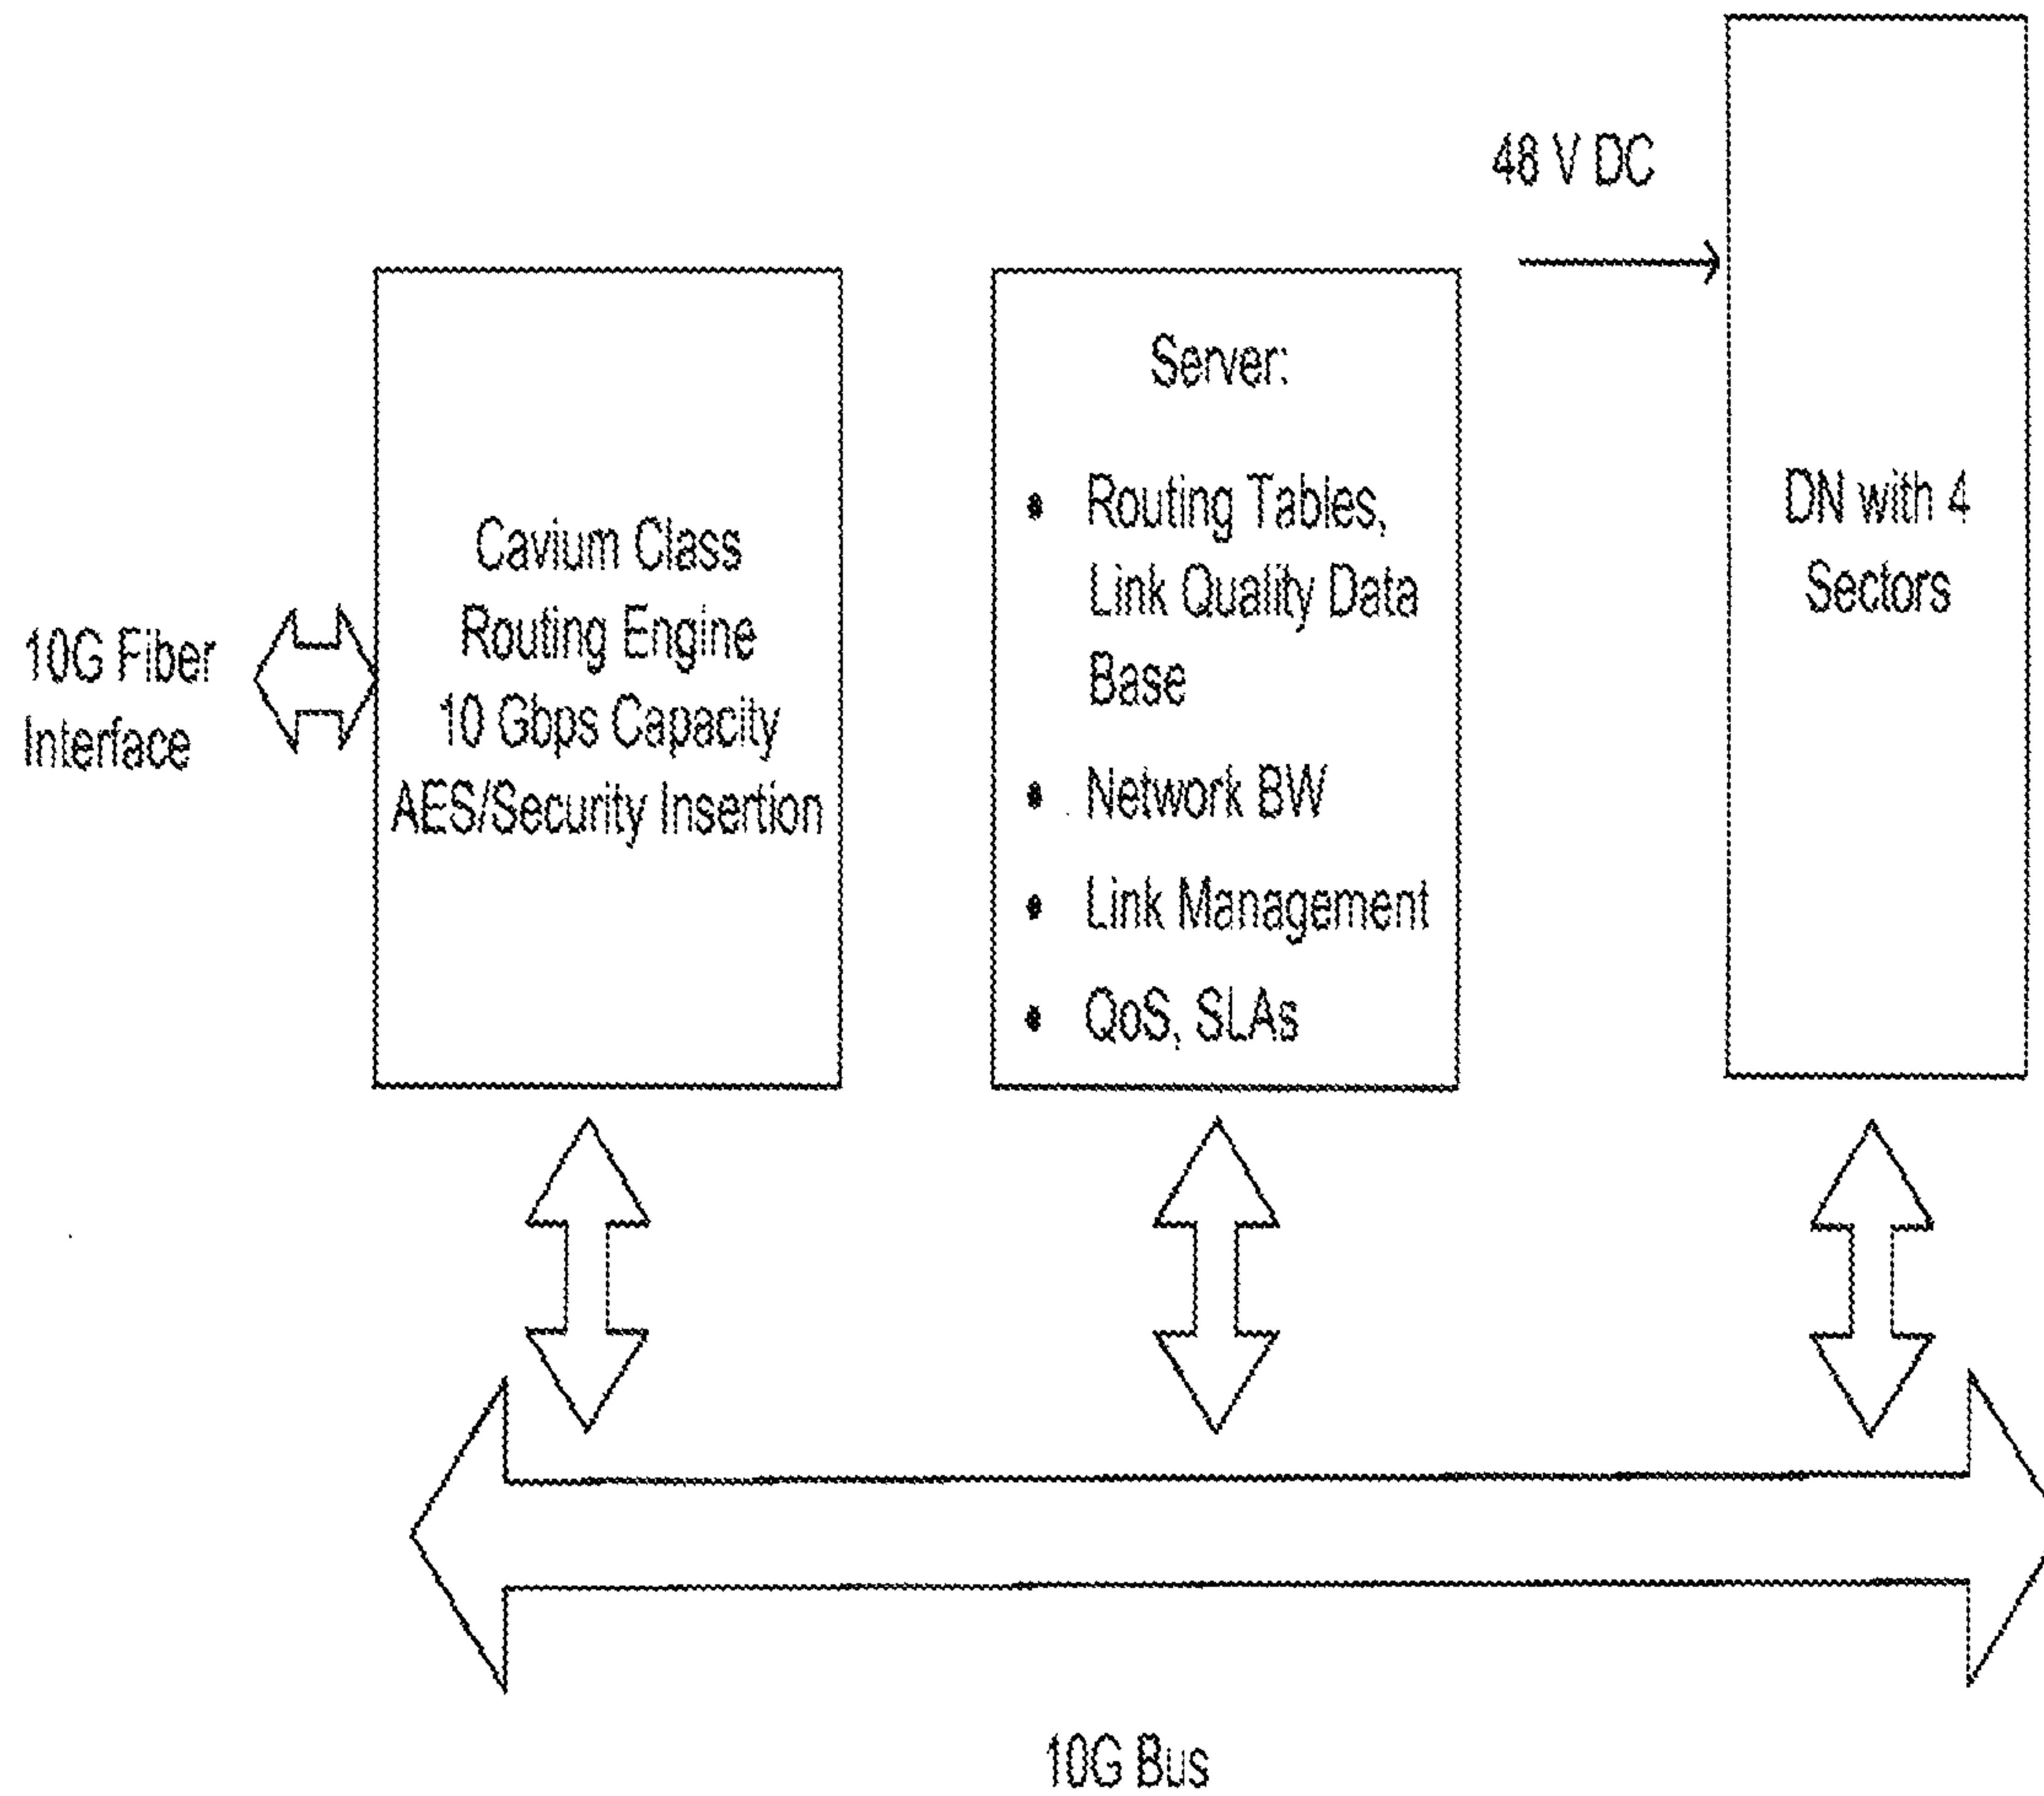 48 V DC
Server:
• Routing Tables,
Link Quality Data
Base
• Network BW
• Link Management
• QoS, SLAs
DN with 4
Sectors
Cavium Class
Routing Engine
10 Gbps Capacity
AES/Security Insertion
10G Fiber
Interface
10G Bus